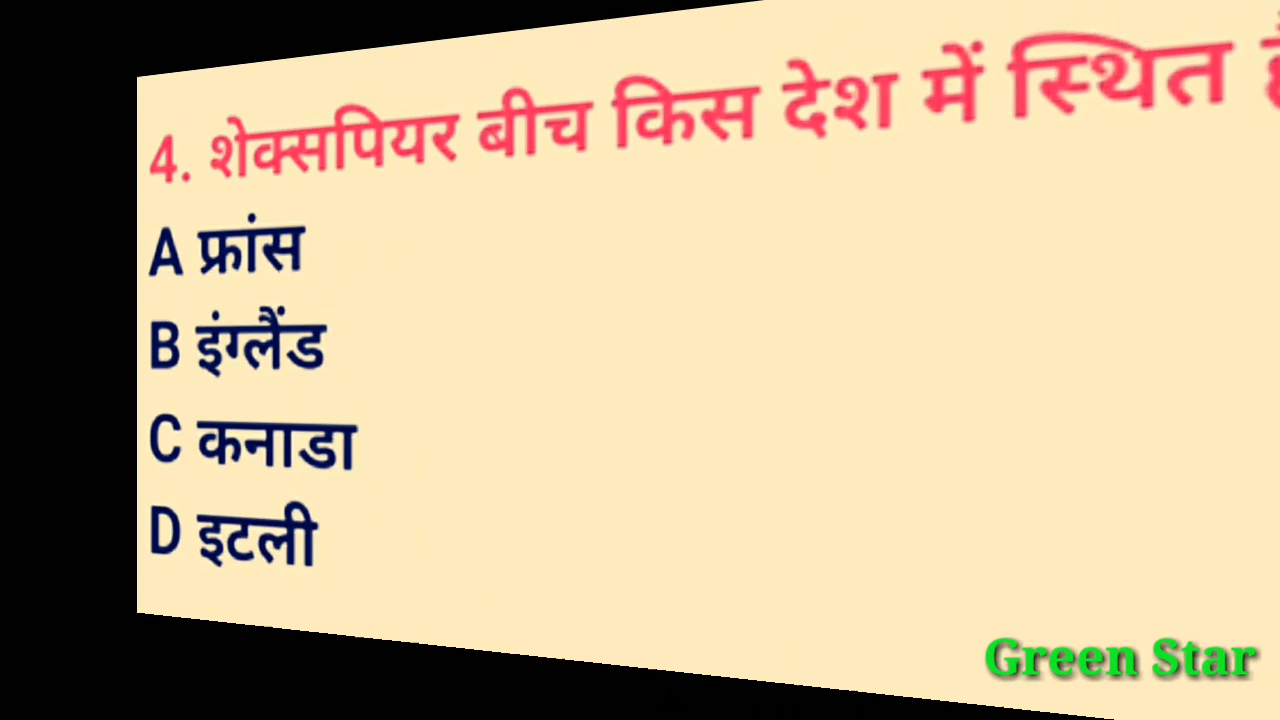 4. शेक्सपियर बीच किस देश में स्थित
A फ्रांस
B इंग्लैंड
C कनाडा
D इटली
Green Star